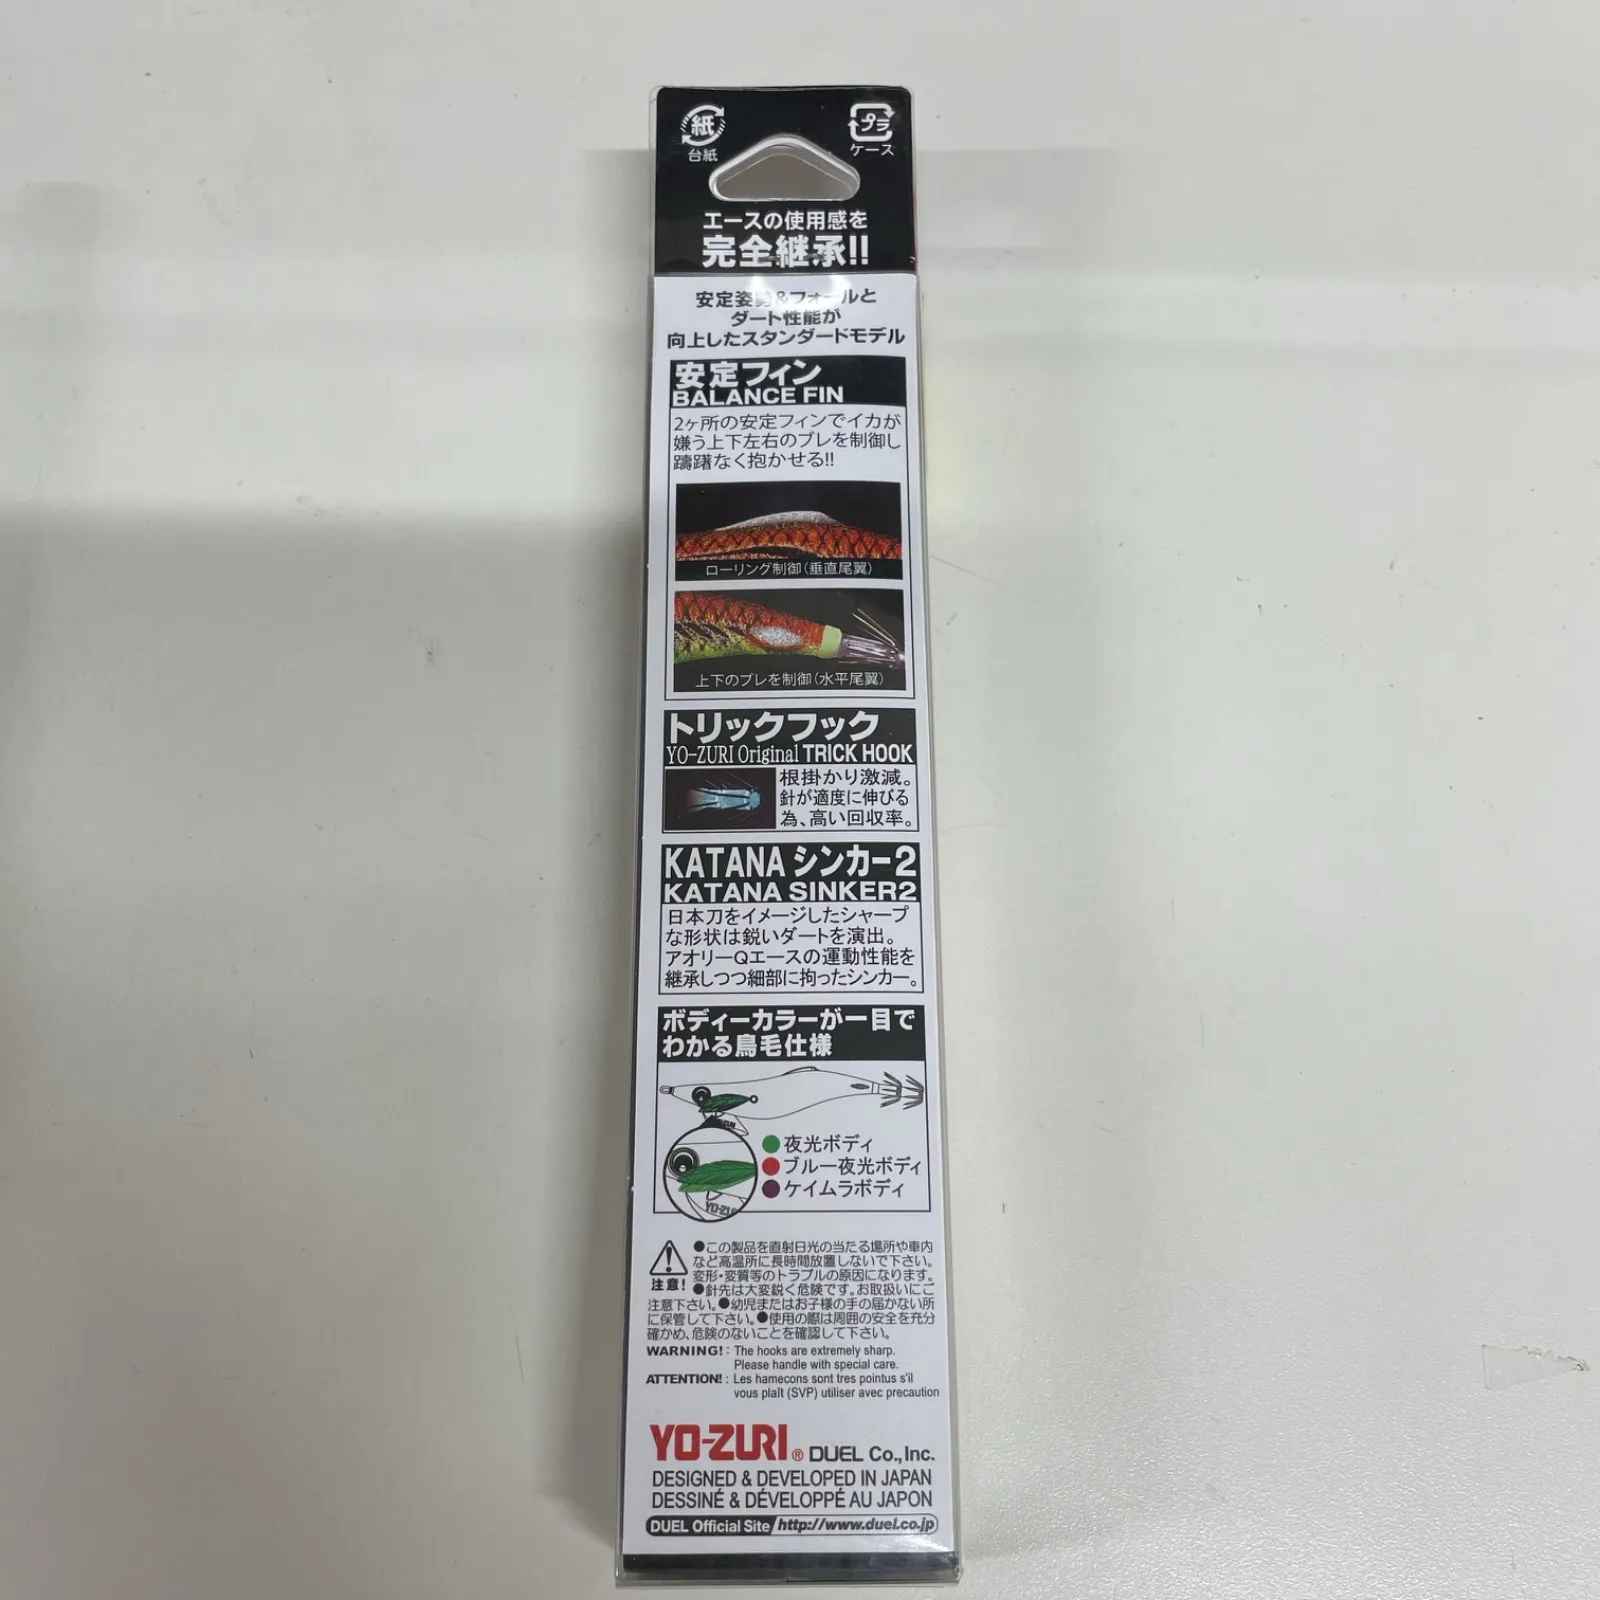 紙
台紙
プラ
ケース
エースの使用感を
完全継承!!
安定姿勢&フォールと
ダート性能が
向上したスタンダードモデル
安定フィン
BALANCE FIN
2ヶ所の安定フィンでイカが
嫌う上下左右のブレを制御し
躊躇なく抱かせる!!
ローリング制御(垂直尾翼)
上下のブレを制御(水平尾翼)
トリックフック
YO-ZURI Original TRICK HOOK
根掛かり激減。
針が適度に伸びる
為、高い回収率。
KATANA シンカー2
KATANA SINKER2
日本刀をイメージしたシャープ
な形状は鋭いダートを演出。
アオリーQエースの運動性能を
継承しつつ細部に拘ったシンカー。
ボディーカラーが一目で
わかる鳥毛仕様
夜光ボディ
ブルー夜光ボディ
ケイムラボディ
YO-ZU
注意!
●この製品を直射日光の当たる場所や車内
など高温所に長時間放置しないで下さい。
変形・変質等のトラブルの原因になります。
●針先は大変鋭く危険です。お取扱いにご
注意下さい。●幼児またはお子様の手の届かない所
に保管して下さい。●使用の際は周囲の安全を充分
確かめ、危険のないことを確認して下さい。
WARNING! : The hooks are extremely sharp.
Please handle with special care.
ATTENTION! : Les hamecons sont tres pointus s'il
vous plaît (SVP) utiliser avec precaution
YO-ZURI® DUEL Co.,Inc.
DESIGNED & DEVELOPED IN JAPAN
DESSINÉ & DÉVELOPPÉ AU JAPON
DUEL Official Site http://www.duel.co.jp